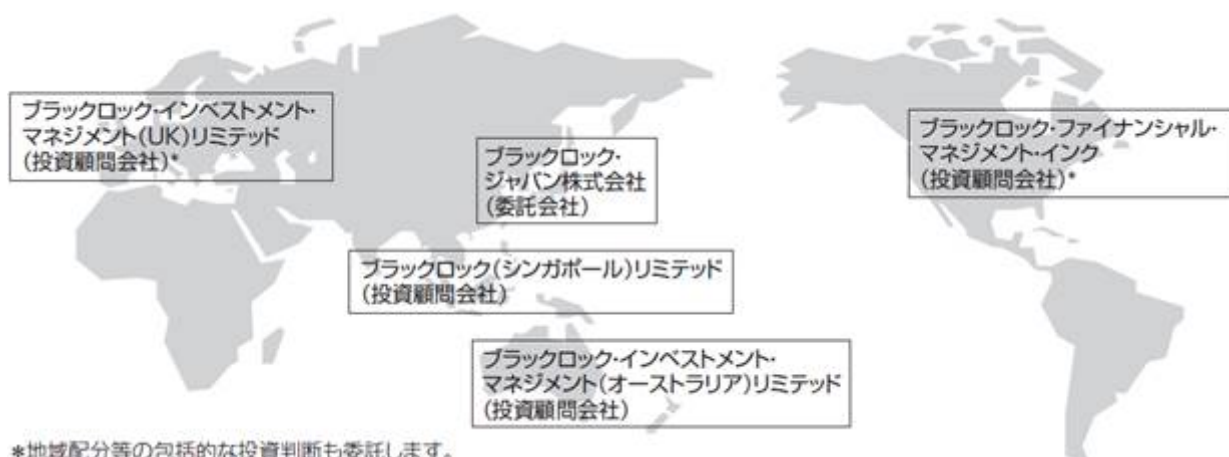 ブラックロック・インベストメント・
マネジメント(UK)リミテッド
(投資顧問会社)*
ブラックロック・
ジャパン株式会社
(委託会社)
ブラックロック・ファイナンシャル・
マネジメント・インク
(投資顧問会社)*
ブラックロック(シンガポール)リミテッド
(投資顧問会社)
ブラックロック・インベストメント・
マネジメント(オーストラリア)リミテッド
(投資顧問会社)
*地域配分等の包括的な投資判断も委託します。